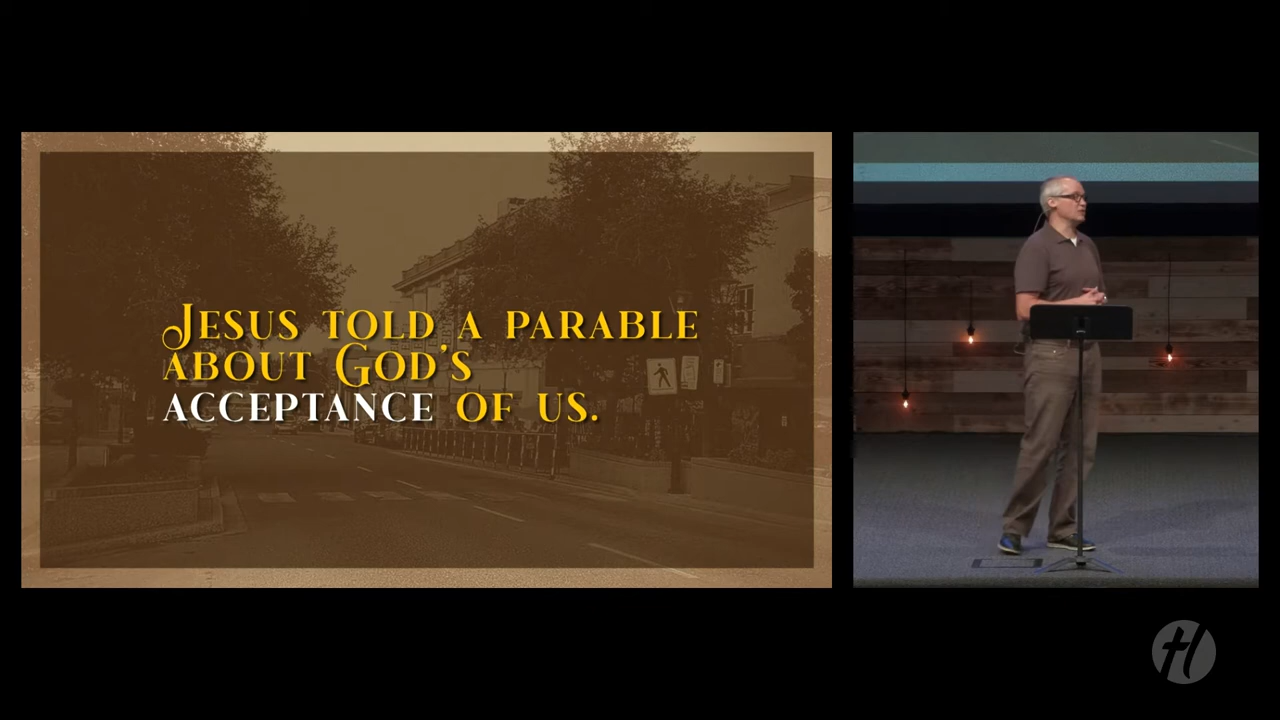 Jesus told a parable
about God's
acceptance of us.